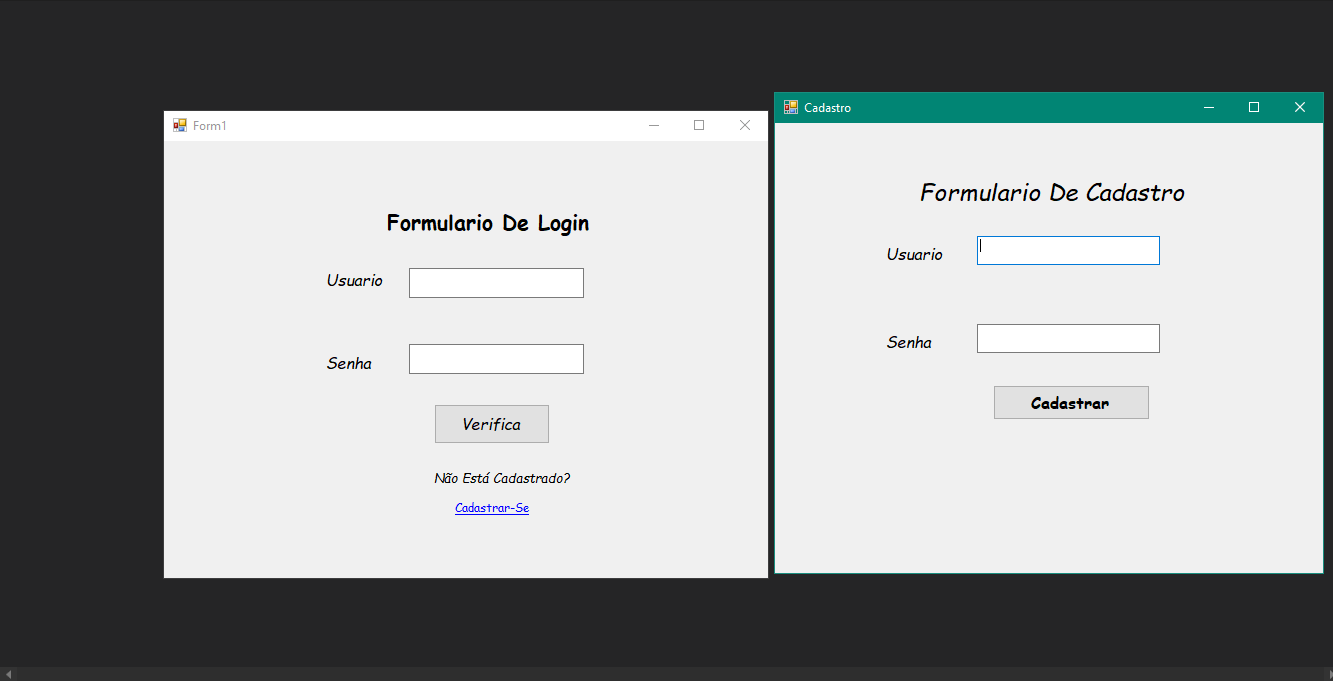 Form1
Formulario De Login
Usuario
Senha
Verifica
Não Está Cadastrado?
Cadastrar-Se
Cadastro
Formulario De Cadastro
Usuario
Senha
Cadastrar